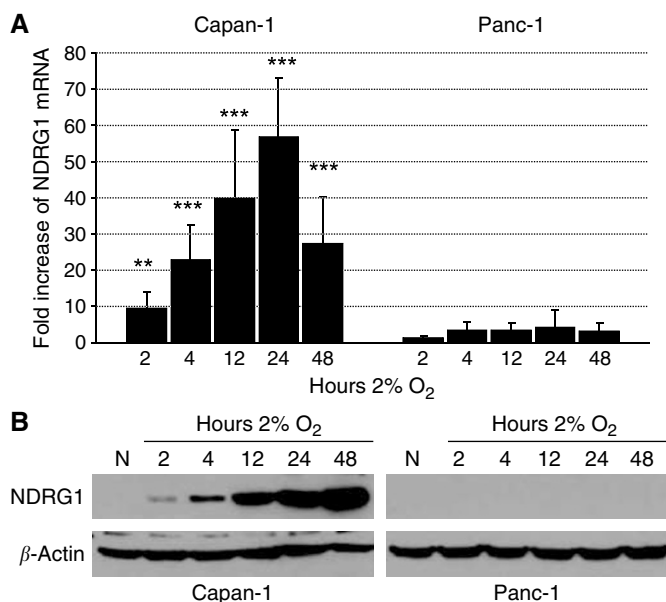 A
Capan-1 Panc-1
Fold increase of NDRG1 mRNA
80
70
60
50
40
30
20
10
0
** *** *** *** ***
2 4 12 24 48 2 4 12 24 48
Hours 2% O₂
B
Hours 2% O₂ Hours 2% O₂
N 2 4 12 24 48 N 2 4 12 24 48
NDRG1
β-Actin
Capan-1 Panc-1